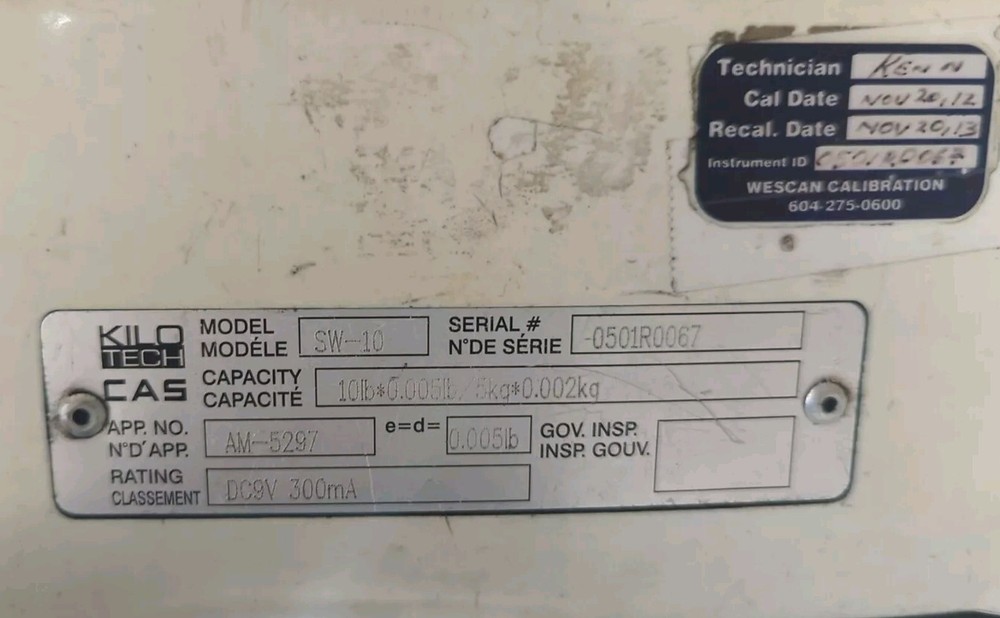 Technician KEN N
Cal Date NOV 20, 12
Recal. Date NOV 20, 13
Instrument ID 0501R0067
WESCAN CALIBRATION
604-275-0600
KILO
TECH
CAS
MODEL
MODÉLE
SW-10
SERIAL #
N°DE SÉRIE
-0501R0067
CAPACITY
CAPACITÉ
10lb*0.005lb/5kg*0.002kg
APP. NO.
N°D'APP.
AM-5297
e=d=
0.005lb
GOV. INSP.
INSP. GOUV.
RATING
CLASSEMENT
DC9V 300mA